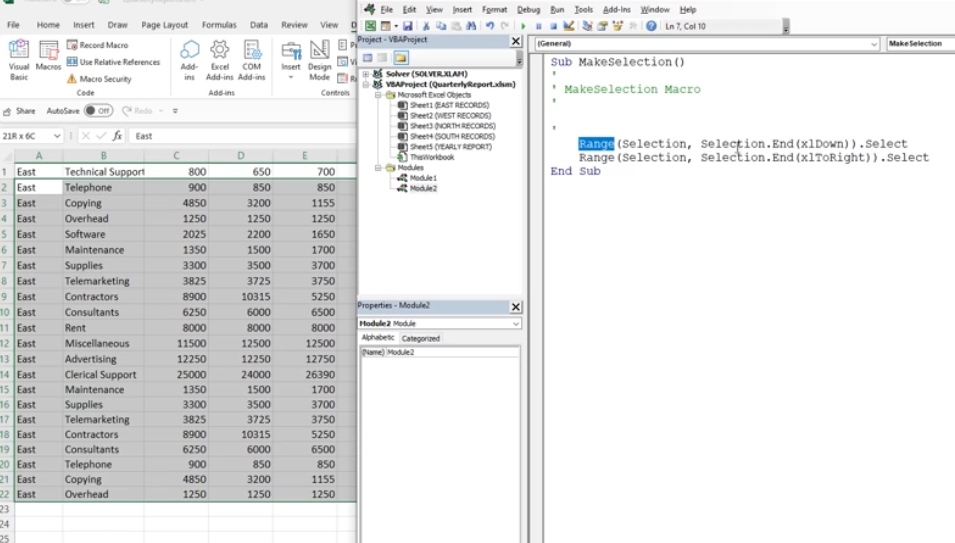 File Home Insert Draw Page Layout Formulas Data Review View
Visual Basic
Macros
Record Macro
Use Relative References
Macro Security
Code
Add-ins
Excel Add-ins
COM Add-ins
Add-ins
Insert
Design Mode
Controls
Share AutoSave Off Redo
21R x 6C fx East
A B C D E
1 East Technical Support 800 650 700
2 East Telephone 900 850 850
3 East Copying 4850 3200 1155
4 East Overhead 1250 1250 1250
5 East Software 2025 2200 1650
6 East Maintenance 1350 1500 1700
7 East Supplies 3300 3500 3700
8 East Telemarketing 3825 3725 3750
9 East Contractors 8900 10315 5250
10 East Consultants 6250 6000 6500
11 East Rent 8000 8000 8000
12 East Miscellaneous 11500 12500 12500
13 East Advertising 12250 12250 12750
14 East Clerical Support 25000 24000 26390
15 East Maintenance 1350 1500 1700
16 East Supplies 3300 3500 3700
17 East Telemarketing 3825 3725 3750
18 East Contractors 8900 10315 5250
19 East Consultants 6250 6000 6500
20 East Telephone 900 850 850
21 East Copying 4850 3200 1155
22 East Overhead 1250 1250 1250
23
24
25
File Edit View Insert Format Debug Run Tools Add-Ins Window Help
Ln 7, Col 10
Project - VBAProject
Solver (SOLVER.XLAM)
VBAProject (QuarterlyReport.xlsm)
Microsoft Excel Objects
Sheet1 (EAST RECORDS)
Sheet2 (WEST RECORDS)
Sheet3 (NORTH RECORDS)
Sheet4 (SOUTH RECORDS)
Sheet5 (YEARLY REPORT)
ThisWorkbook
Modules
Module1
Module2
Properties - Module2
Module2 Module
Alphabetic Categorized
(Name) Module2
(General) MakeSelection
Sub MakeSelection()
'
' MakeSelection Macro
'
'
Range(Selection, Selection.End(xlDown)).Select
Range(Selection, Selection.End(xlToRight)).Select
End Sub